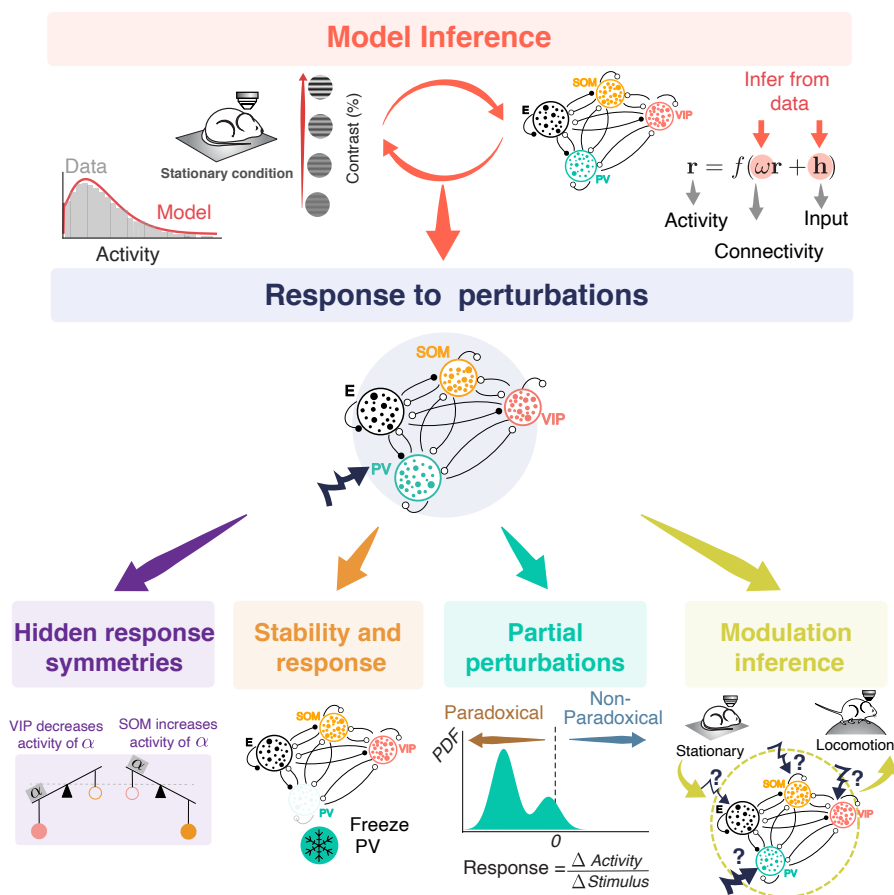 Model Inference
Data
Model
Activity
Stationary condition
Contrast (%)
E
SOM
VIP
PV
Infer from
data
r = f(ωr + h)
Activity
Input
Connectivity
Response to perturbations
SOM
E
VIP
PV
Hidden response
symmetries
VIP decreases
activity of α
SOM increases
activity of α
α
α
Stability and
response
SOM
E
VIP
PV
Freeze
PV
Partial
perturbations
Paradoxical
Non-
Paradoxical
PDF
0
Response = Δ Activity
Δ Stimulus
Modulation
inference
Stationary
Locomotion
?
?
?
SOM
E
VIP
?
PV